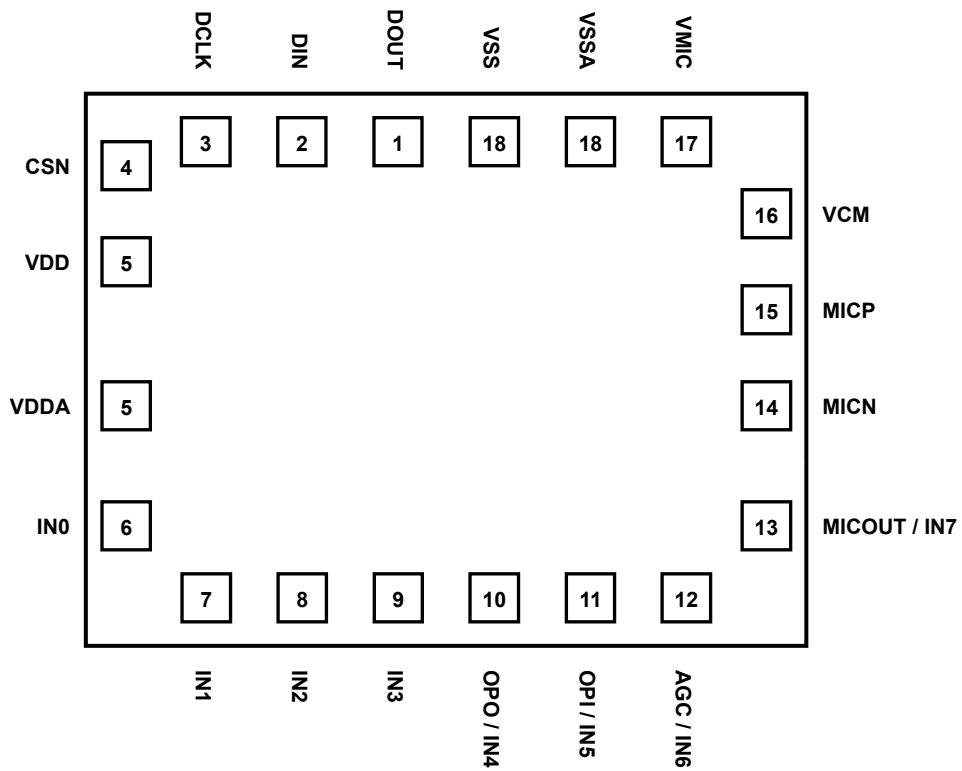 DCLK
DIN
DOUT
VSS
VSSA
VMIC
3
2
1
18
18
17
CSN
4
16
VCM
VDD
5
15
MICP
VDDA
5
14
MICN
IN0
6
13
MICOUT / IN7
7
8
9
10
11
12
IN1
IN2
IN3
OPO / IN4
OPI / IN5
AGC / IN6